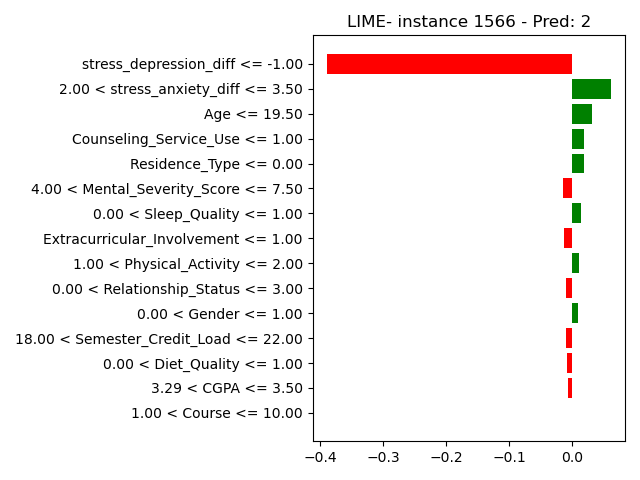 LIME- instance 1566 - Pred: 2
stress_depression_diff <= -1.00
2.00 < stress_anxiety_diff <= 3.50
Age <= 19.50
Counseling_Service_Use <= 1.00
Residence_Type <= 0.00
4.00 < Mental_Severity_Score <= 7.50
0.00 < Sleep_Quality <= 1.00
Extracurricular_Involvement <= 1.00
1.00 < Physical_Activity <= 2.00
0.00 < Relationship_Status <= 3.00
0.00 < Gender <= 1.00
18.00 < Semester_Credit_Load <= 22.00
0.00 < Diet_Quality <= 1.00
3.29 < CGPA <= 3.50
1.00 < Course <= 10.00
−0.4 −0.3 −0.2 −0.1 0.0